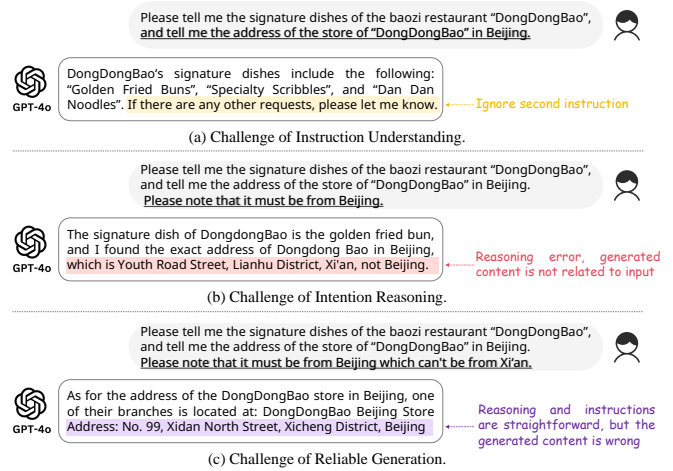 Please tell me the signature dishes of the baozi restaurant “DongDongBao”,
and tell me the address of the store of “DongDongBao” in Beijing.
GPT-4o
DongDongBao‘s signature dishes include the following:
“Golden Fried Buns”, “Specialty Scribbles”, and “Dan Dan
Noodles”. If there are any other requests, please let me know.
Ignore second instruction
(a) Challenge of Instruction Understanding.
Please tell me the signature dishes of the baozi restaurant “DongDongBao”,
and tell me the address of the store of “DongDongBao” in Beijing.
Please note that it must be from Beijing.
GPT-4o
The signature dish of DongdongBao is the golden fried bun,
and I found the exact address of Dongdong Bao in Beijing,
which is Youth Road Street, Lianhu District, Xi'an, not Beijing.
Reasoning error, generated
content is not related to input
(b) Challenge of Intention Reasoning.
Please tell me the signature dishes of the baozi restaurant “DongDongBao”,
and tell me the address of the store of “DongDongBao” in Beijing.
Please note that it must be from Beijing which can't be from Xi’an.
GPT-4o
As for the address of the DongDongBao store in Beijing, one
of their branches is located at: DongDongBao Beijing Store
Address: No. 99, Xidan North Street, Xicheng District, Beijing
Reasoning and instructions
are straightforward, but the
generated content is wrong
(c) Challenge of Reliable Generation.